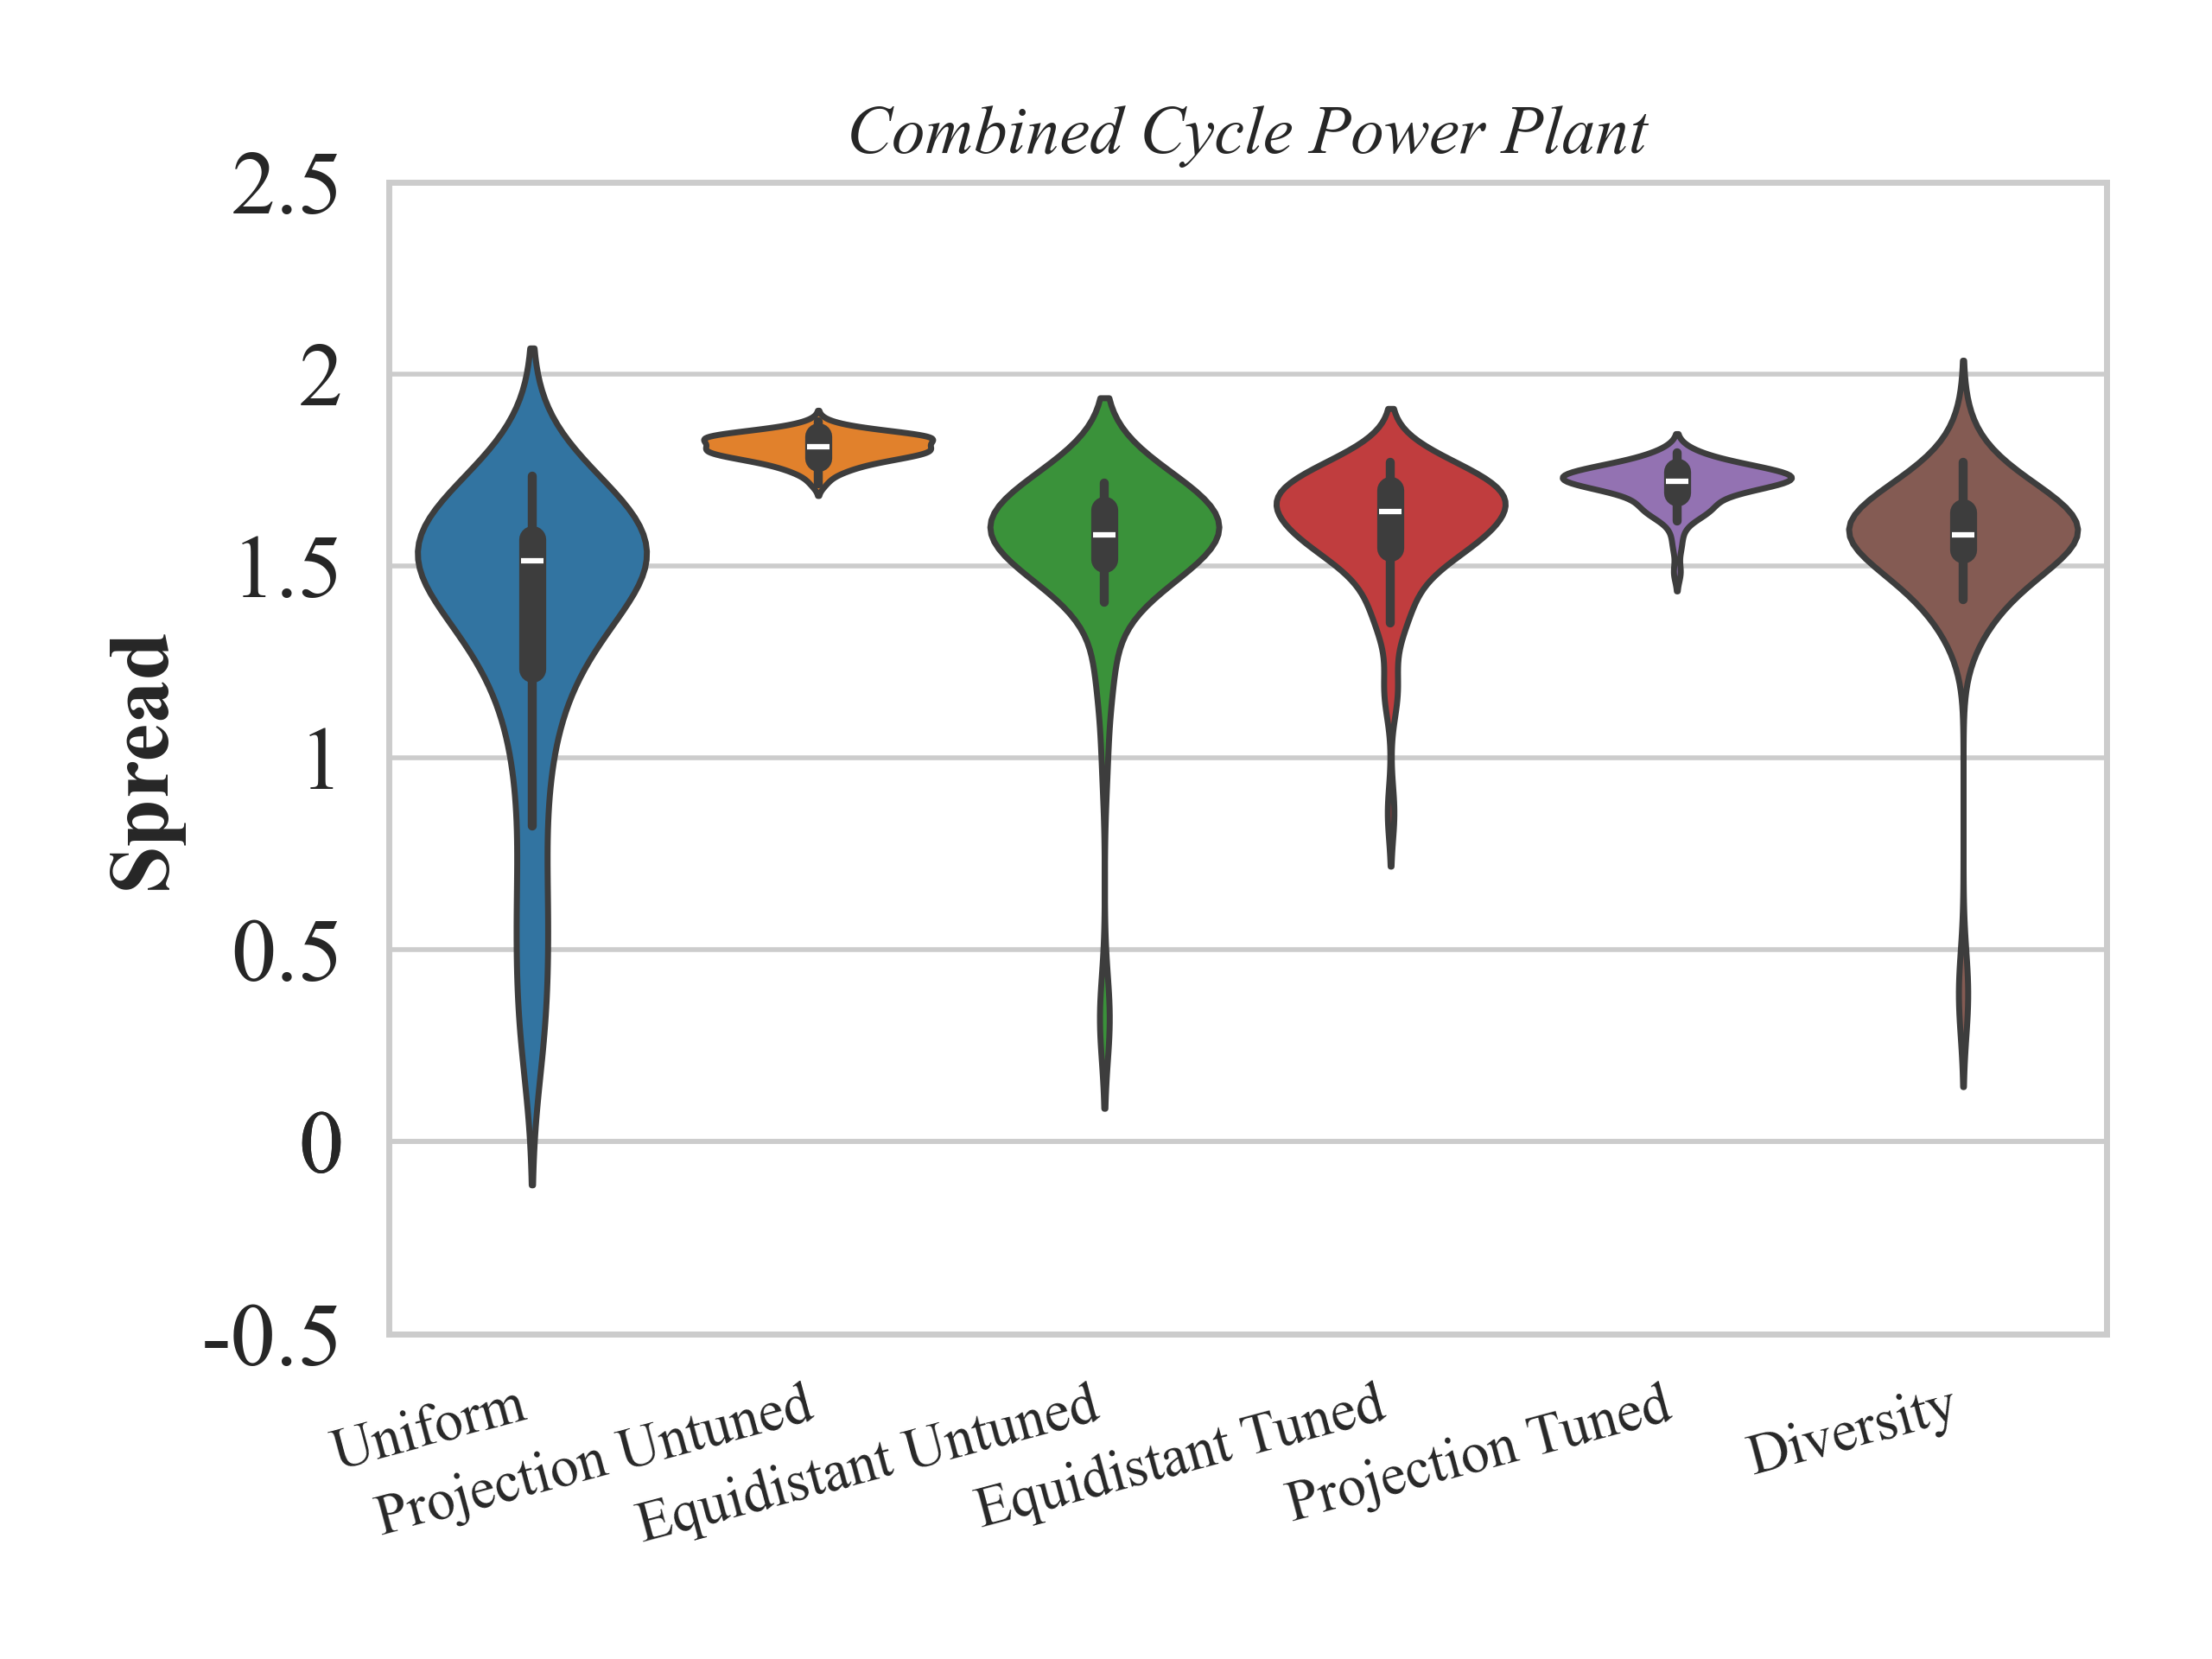 Combined Cycle Power Plant
2.5
2
1.5
1
0.5
0
-0.5
Spread
Uniform
Projection Untuned
Equidistant Untuned
Equidistant Tuned
Projection Tuned
Diversity